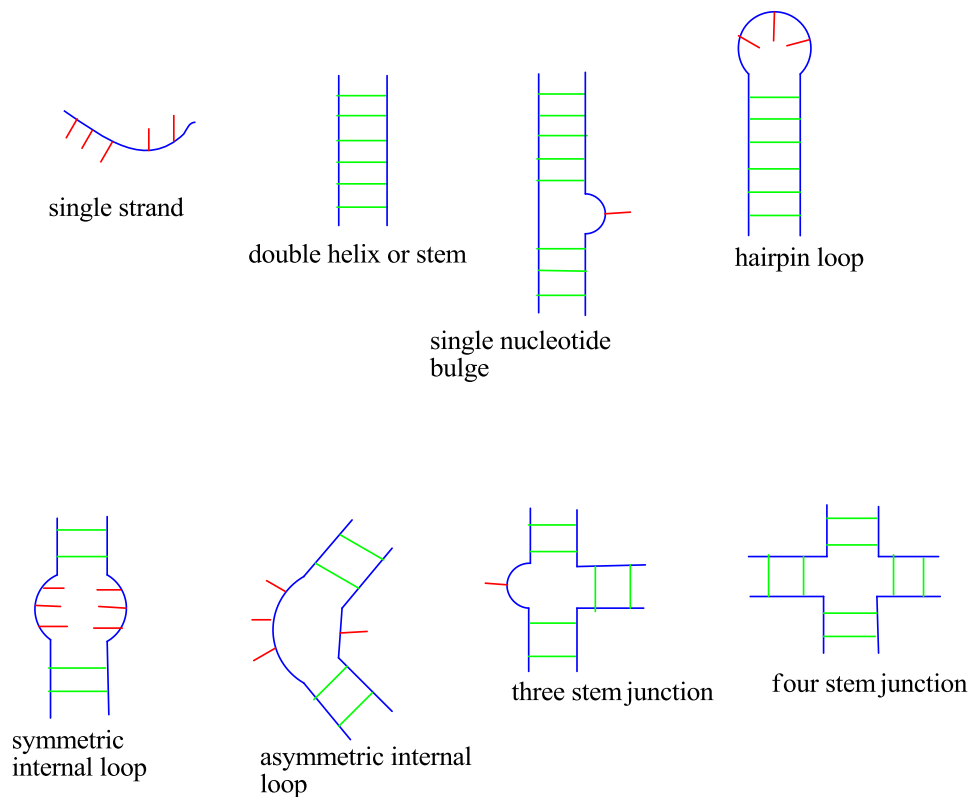 single strand
double helix or stem
single nucleotide
bulge
hairpin loop
symmetric
internal loop
asymmetric internal
loop
three stem junction
four stem junction